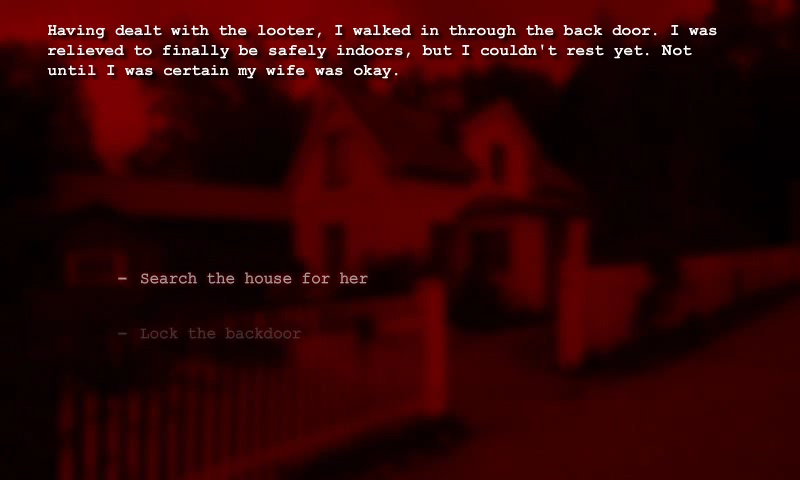 Having dealt with the looter, I walked in through the back door. I was
relieved to finally be safely indoors, but I couldn't rest yet. Not
until I was certain my wife was okay.
– Search the house for her
– Lock the backdoor